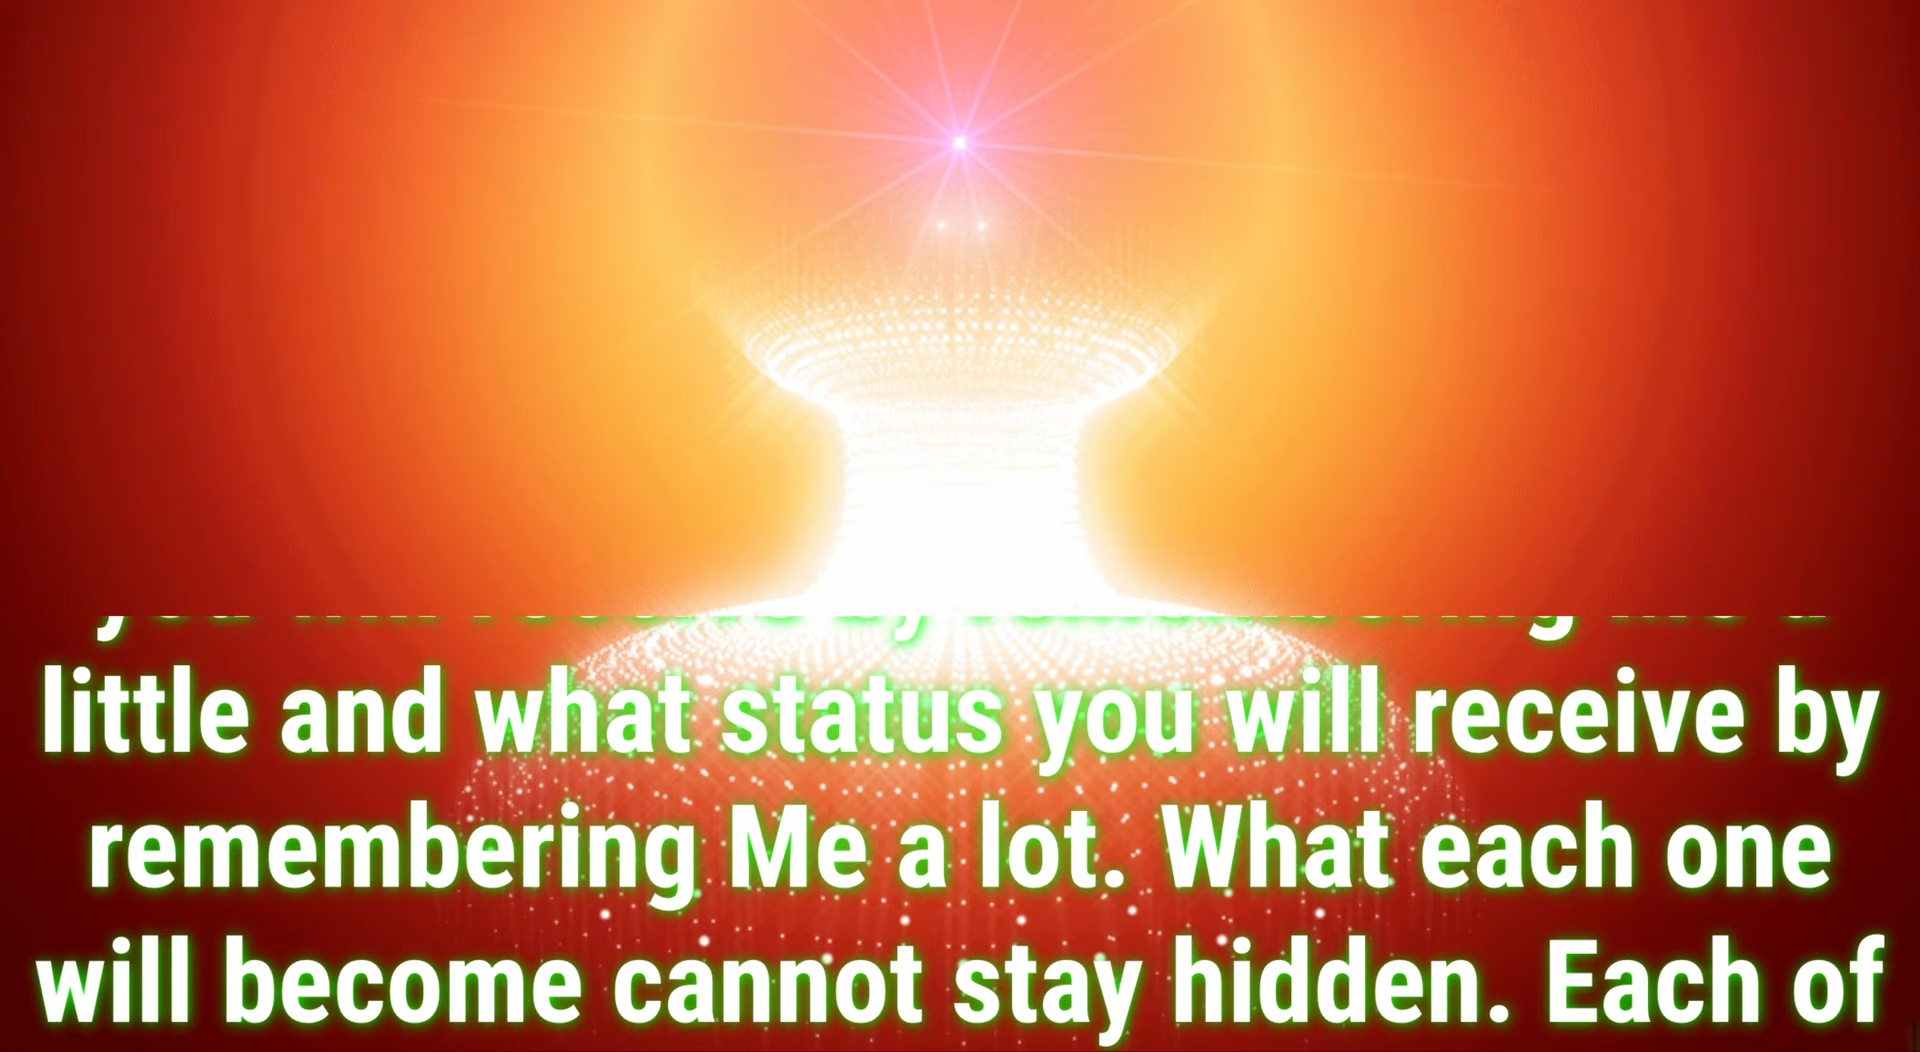 little and what status you will receive by
remembering Me a lot. What each one
will become cannot stay hidden. Each of